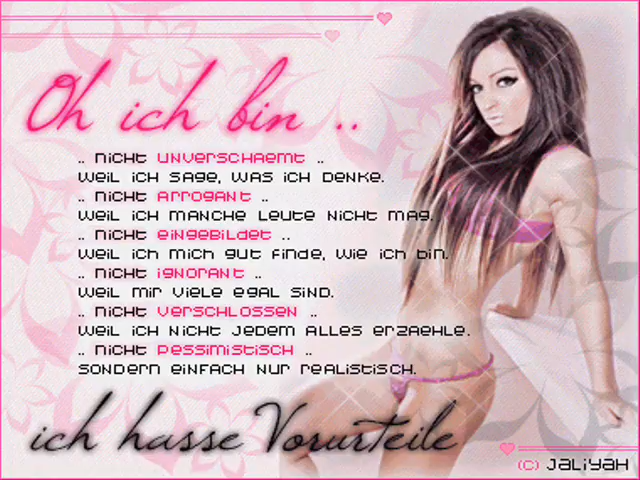 Oh ich bin ..
.. nicht unverschaemt ..
weil ich sage, was ich denke.
.. nicht arrogant ..
weil ich manche leute nicht mag.
.. nicht eingebildet ..
weil ich mich gut finde, wie ich bin.
.. nicht ignorant ..
weil mir viele egal sind.
.. nicht verschlossen ..
weil ich nicht jedem alles erzaehle.
.. nicht pessimistisch ..
sondern einfach nur realistisch.
ich hasse Vorurteile
(c) Jaliyah